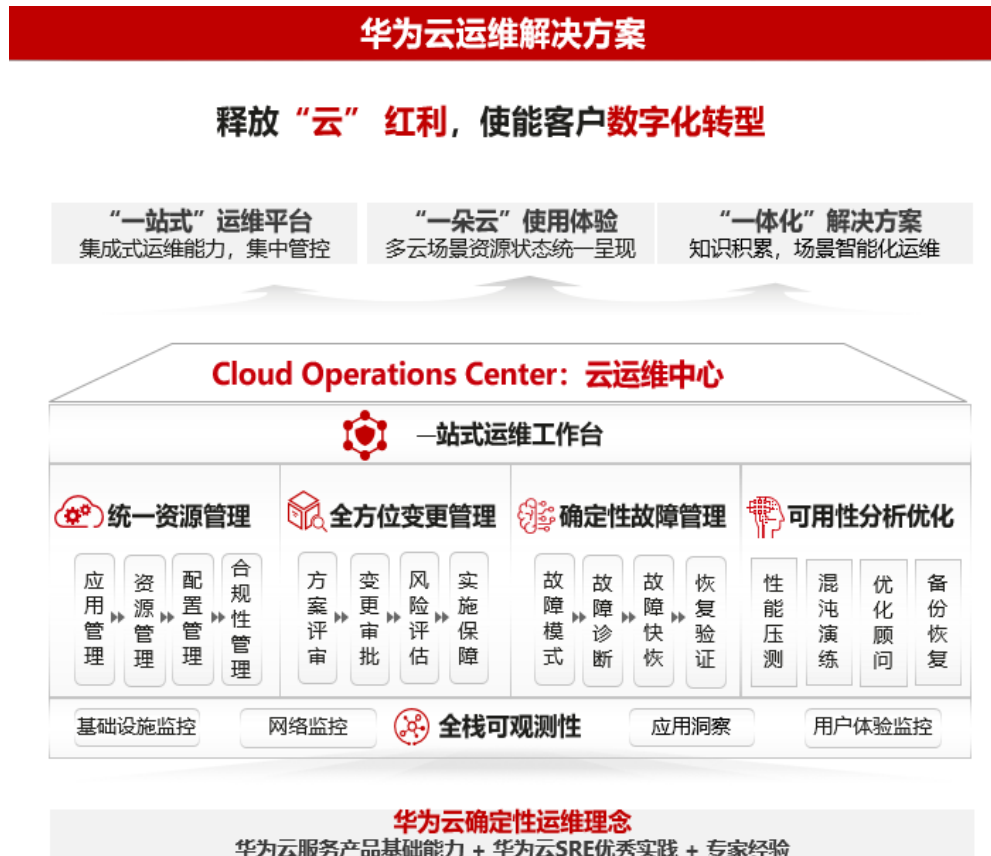 华为云运维解决方案
释放“云” 红利，使能客户数字化转型
“一站式”运维平台
集成式运维能力，集中管控
“一朵云”使用体验
多云场景资源状态统一呈现
“一体化”解决方案
知识积累，场景智能化运维
Cloud Operations Center：云运维中心
一站式运维工作台
统一资源管理
应用管理
资源管理
配置管理
合规性管理
全方位变更管理
方案评审
变更审批
风险评估
实施保障
确定性故障管理
故障模式
故障诊断
故障快恢
恢复验证
可用性分析优化
性能压测
混沌演练
优化顾问
备份恢复
基础设施监控
网络监控
全栈可观测性
应用洞察
用户体验监控
华为云确定性运维理念
华为云服务产品基础能力 + 华为云SRE优秀实践 + 专家经验